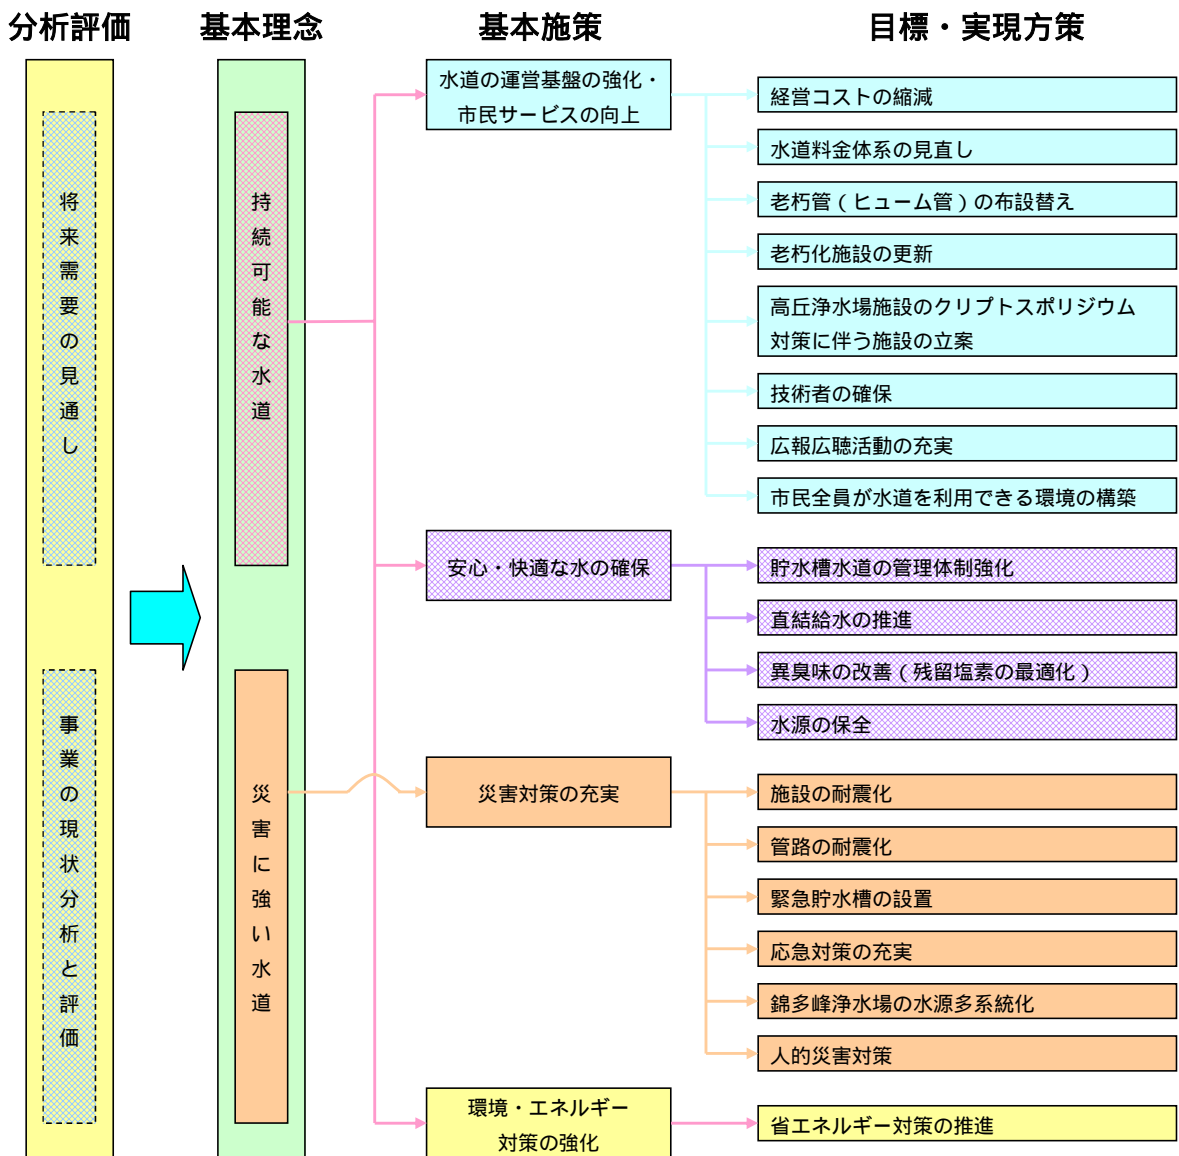 分析評価
基本理念
基本施策
目標・実現方策
将来需要の見通し
事業の現状分析と評価
持続可能な水道
災害に強い水道
水道の運営基盤の強化・
市民サービスの向上
経営コストの縮減
水道料金体系の見直し
老朽管（ヒューム管）の布設替え
老朽化施設の更新
高丘浄水場施設のクリプトスポリジウム
対策に伴う施設の立案
技術者の確保
広報広聴活動の充実
市民全員が水道を利用できる環境の構築
安心・快適な水の確保
貯水槽水道の管理体制強化
直結給水の推進
異臭味の改善（残留塩素の最適化）
水源の保全
災害対策の充実
施設の耐震化
管路の耐震化
緊急貯水槽の設置
応急対策の充実
錦多峰浄水場の水源多系統化
人的災害対策
環境・エネルギー
対策の強化
省エネルギー対策の推進